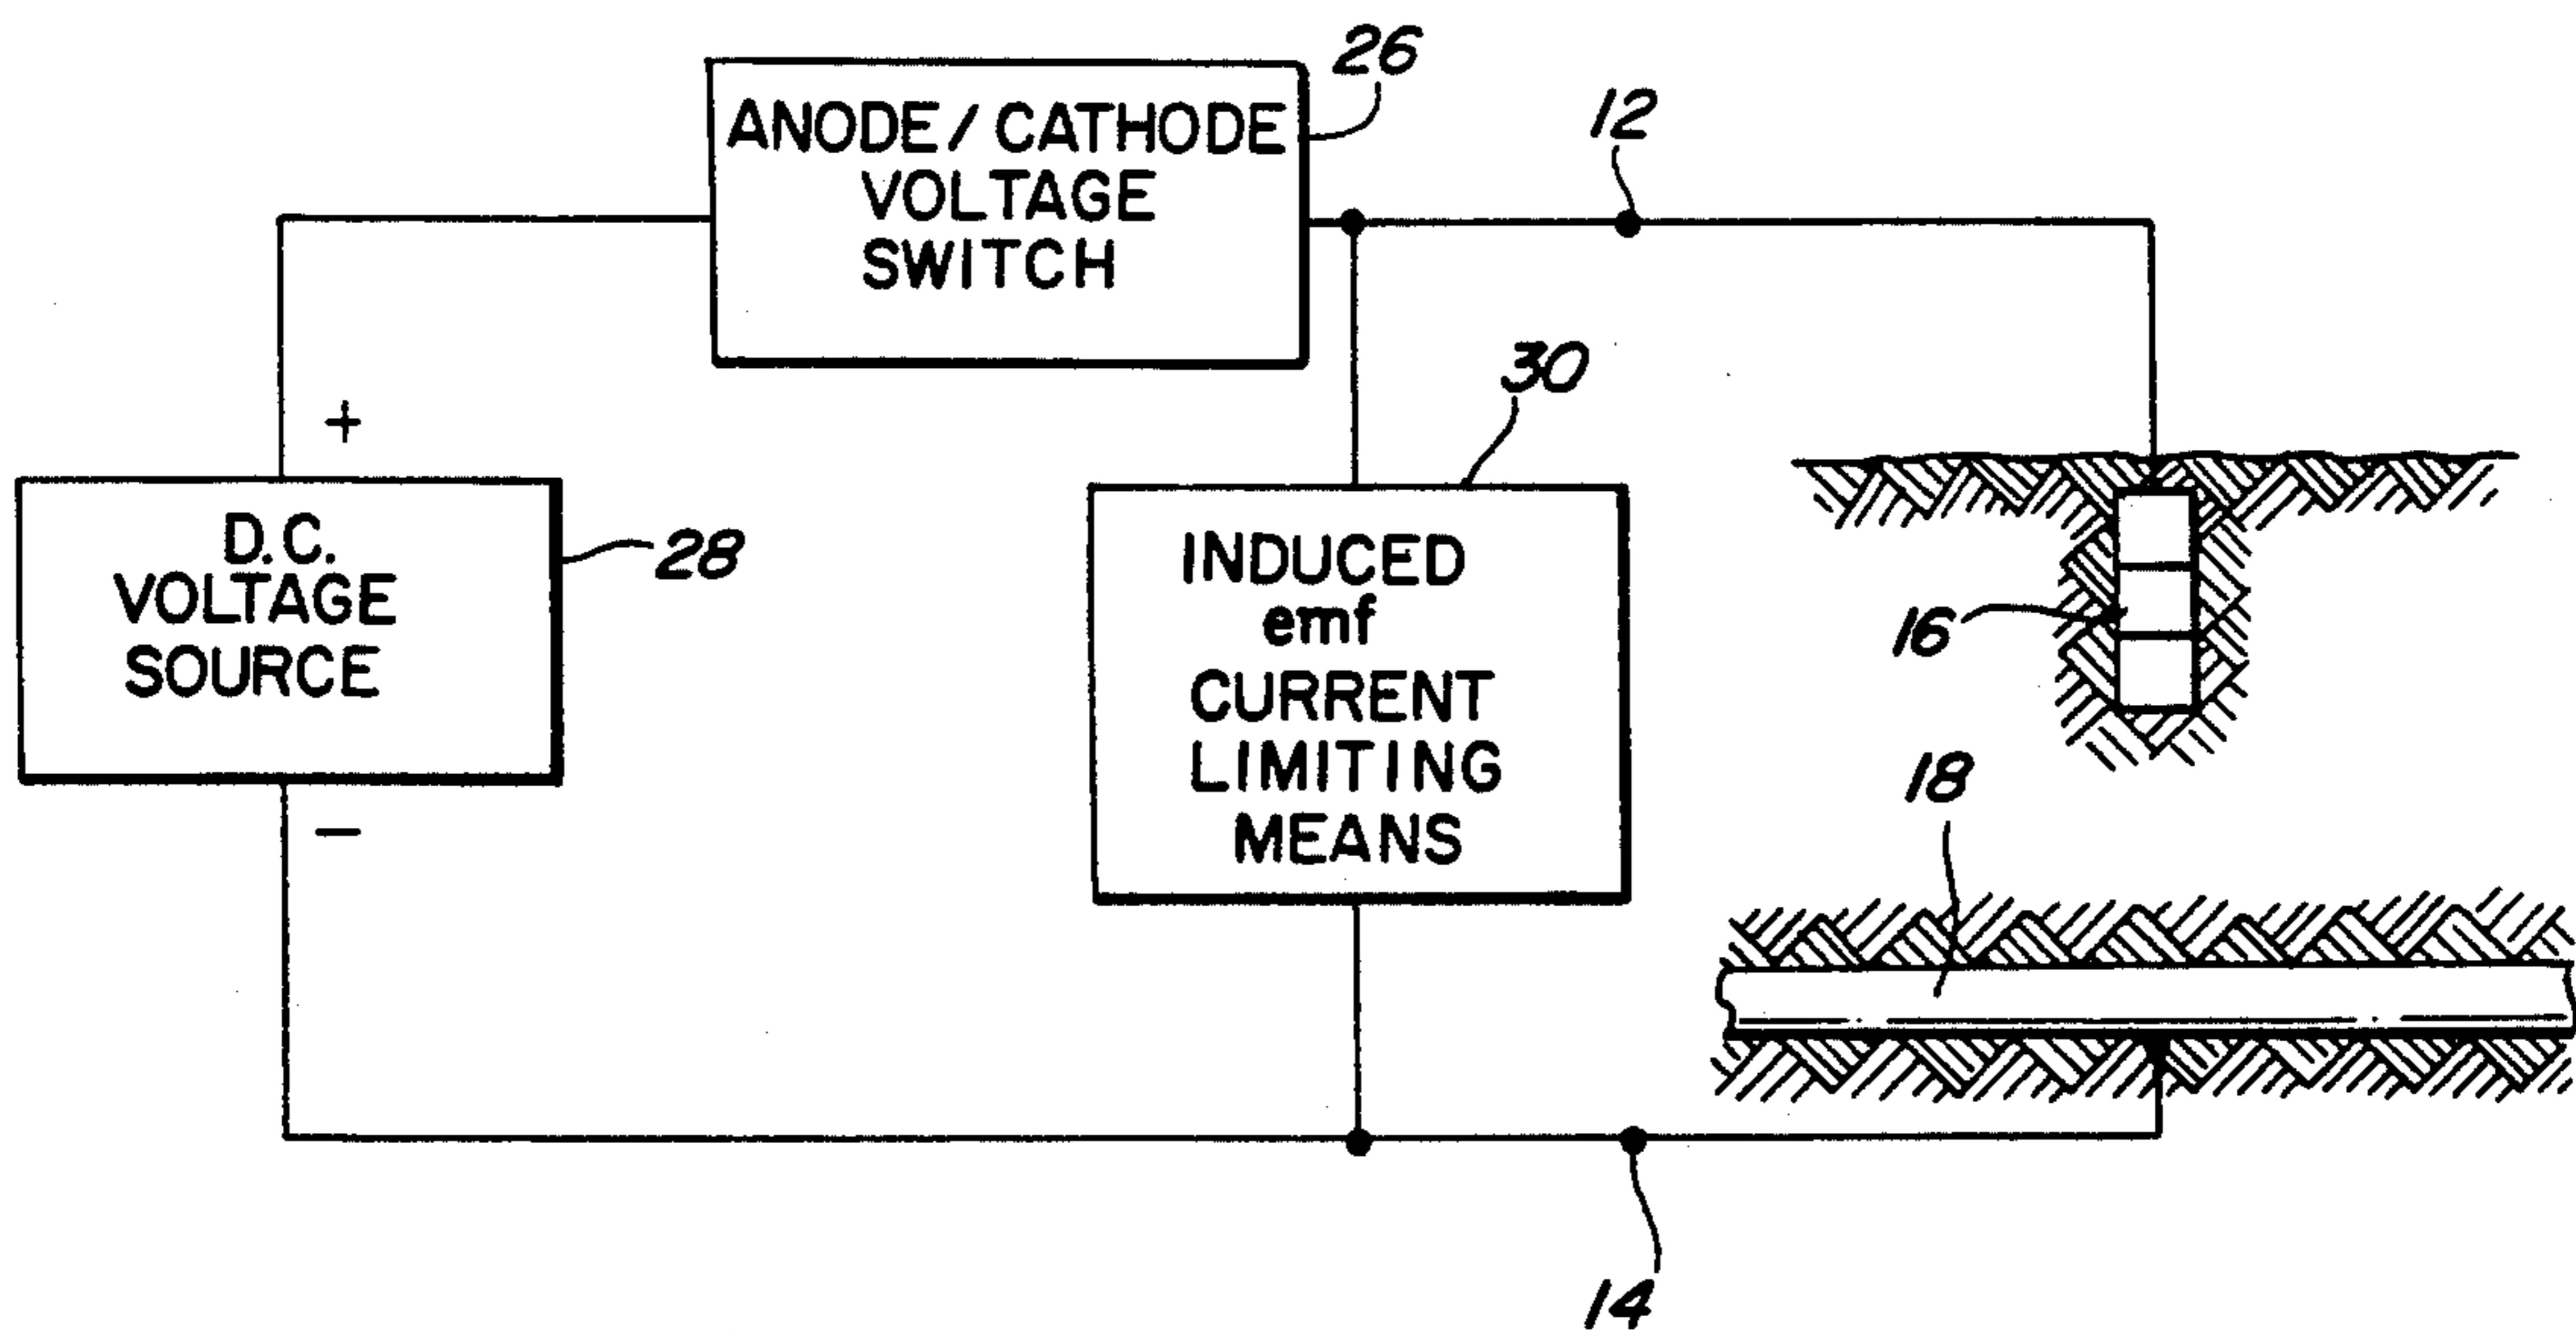 26
ANODE / CATHODE
VOLTAGE
SWITCH
12
30
+
D.C.
VOLTAGE
SOURCE
28
INDUCED
emf
CURRENT
LIMITING
MEANS
16
18
−
14